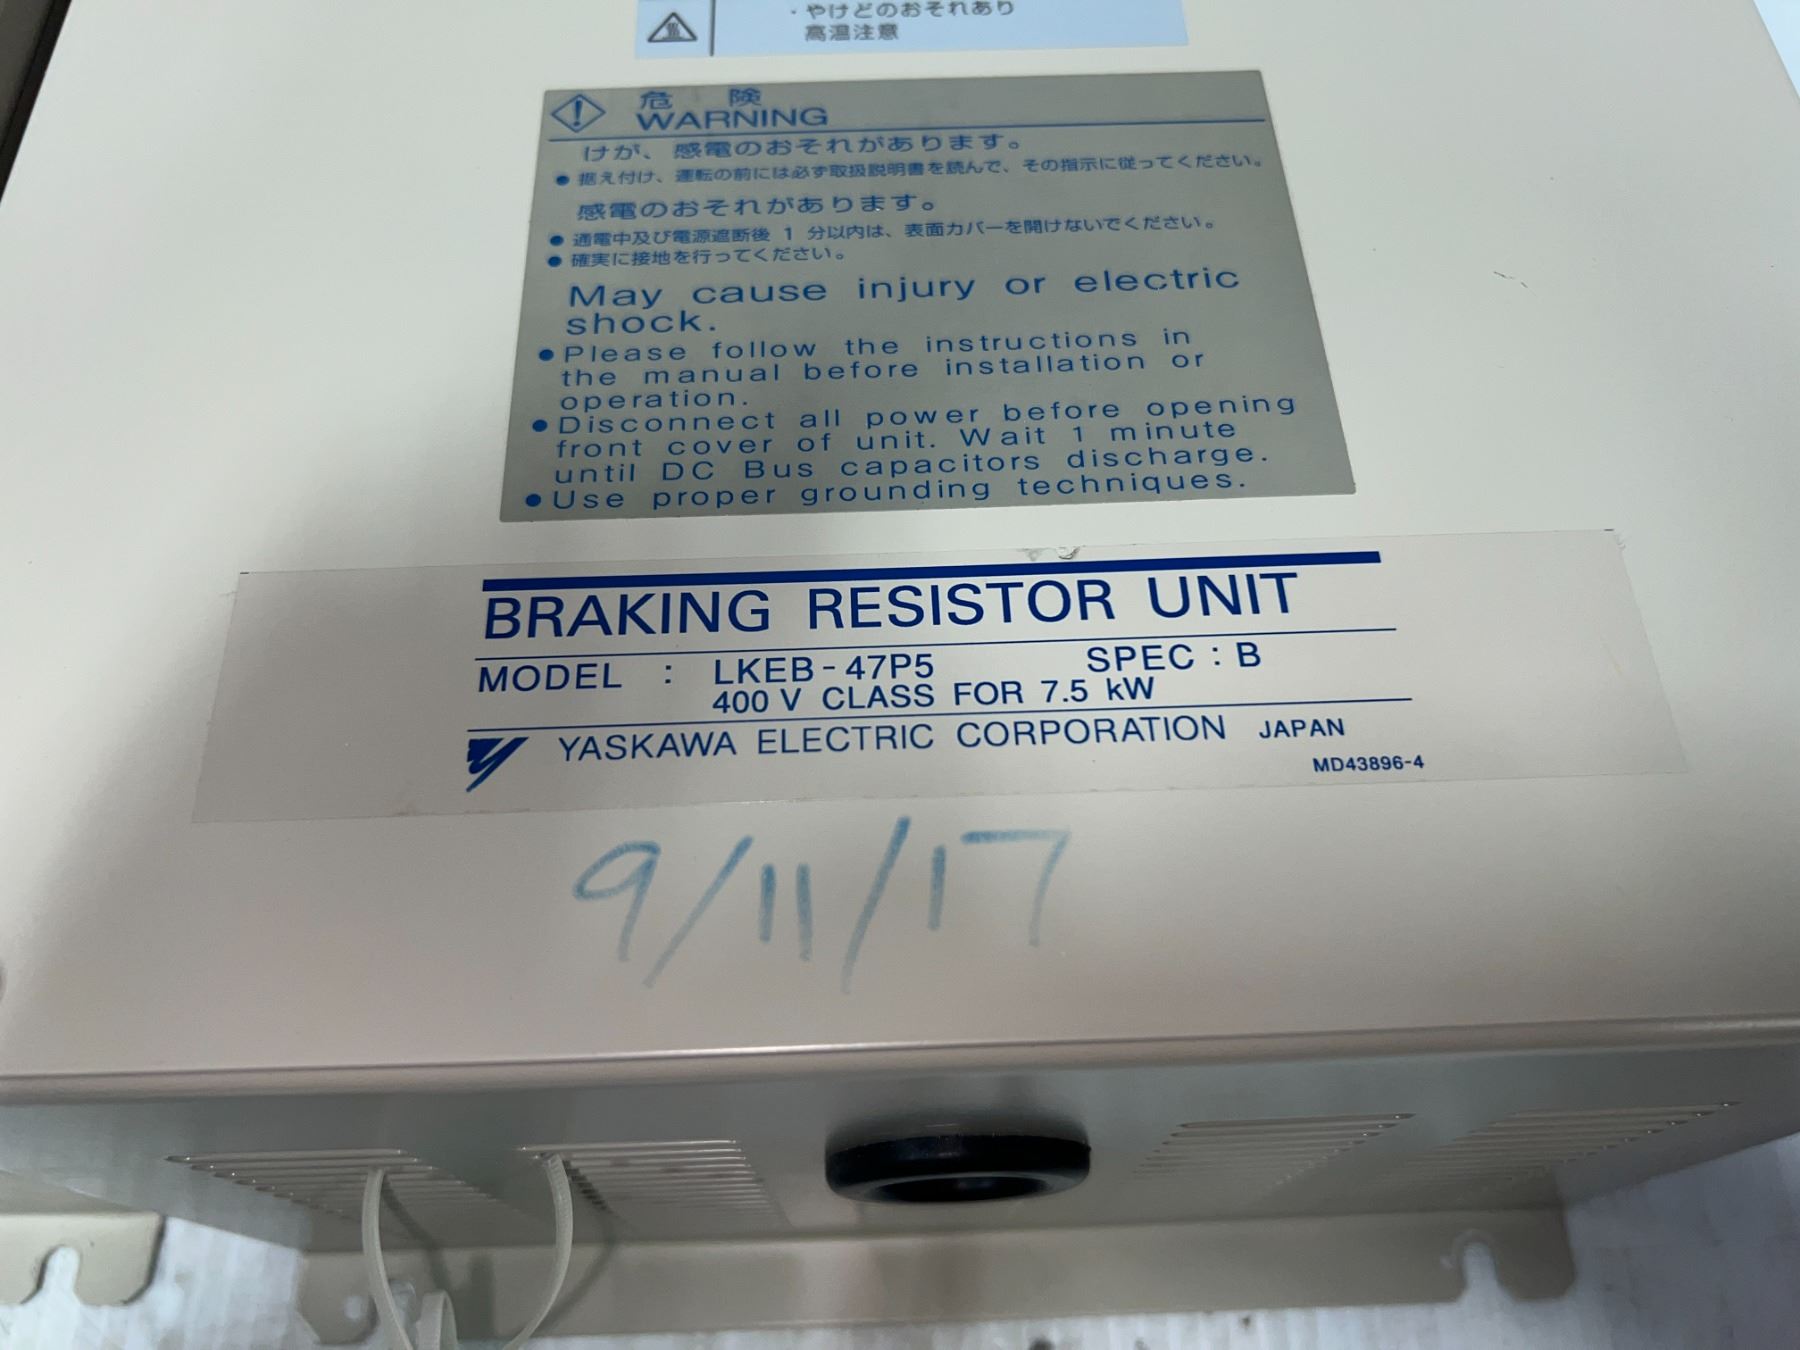 ・やけどのおそれあり
高温注意
危 険
WARNING
けが、感電のおそれがあります。
● 据え付け、運転の前には必ず取扱説明書を読んで、その指示に従ってください。
感電のおそれがあります。
● 通電中及び電源遮断後 1 分以内は、表面カバーを開けないでください。
● 確実に接地を行ってください。
May cause injury or electric
shock.
● Please follow the instructions in
the manual before installation or
operation.
● Disconnect all power before opening
front cover of unit. Wait 1 minute
until DC Bus capacitors discharge.
● Use proper grounding techniques.
BRAKING RESISTOR UNIT
MODEL : LKEB-47P5 SPEC : B
400 V CLASS FOR 7.5 kW
YASKAWA ELECTRIC CORPORATION JAPAN
MD43896-4
9/11/17